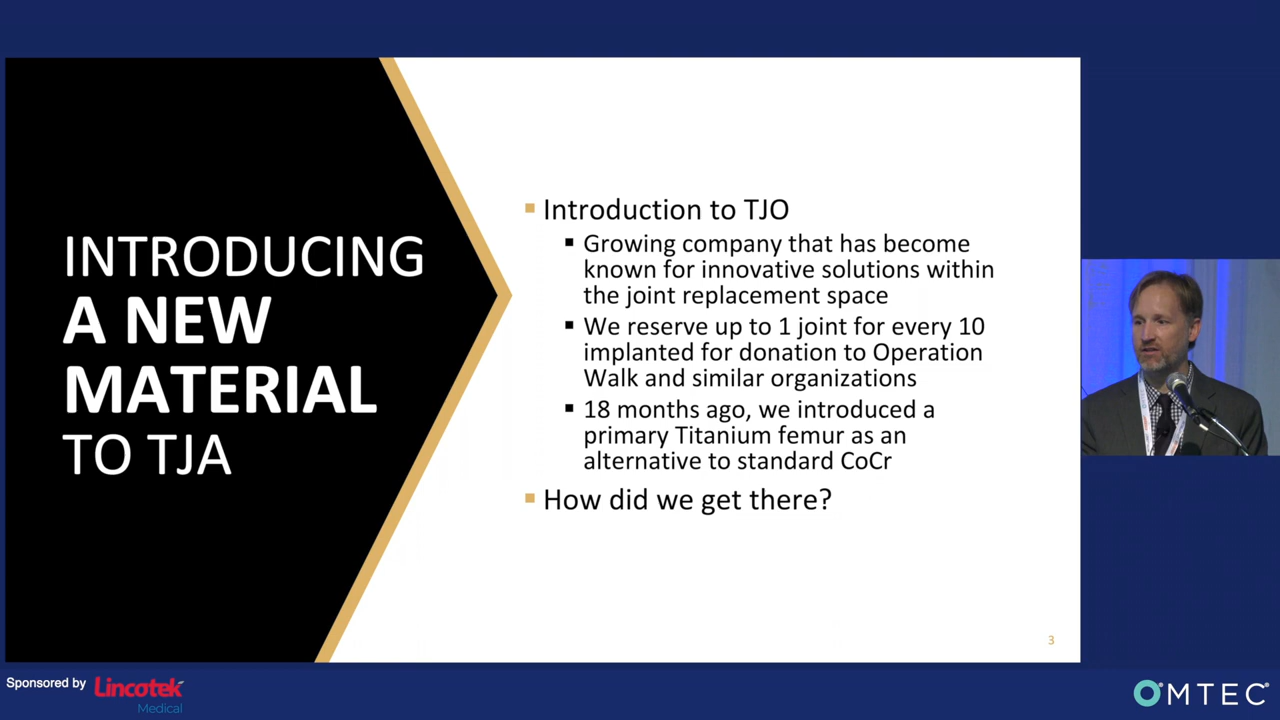 INTRODUCING
A NEW
MATERIAL
TO TJA
▪ Introduction to TJO
▪ Growing company that has become
known for innovative solutions within
the joint replacement space
▪ We reserve up to 1 joint for every 10
implanted for donation to Operation
Walk and similar organizations
▪ 18 months ago, we introduced a
primary Titanium femur as an
alternative to standard CoCr
▪ How did we get there?
3
Sponsored by Lincotek
Medical
OMTEC